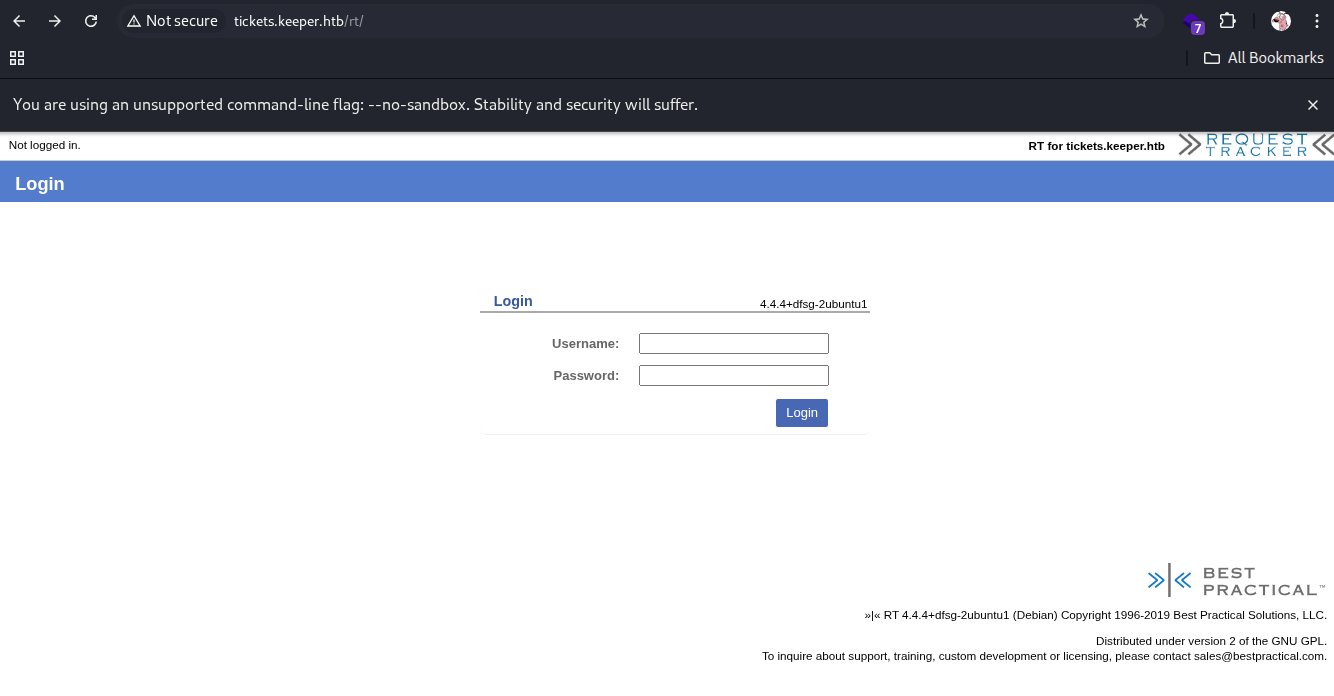 Not secure tickets.keeper.htb/rt/
7
All Bookmarks
You are using an unsupported command-line flag: --no-sandbox. Stability and security will suffer.
Not logged in.
RT for tickets.keeper.htb
REQUEST
TRACKER
Login
Login
4.4.4+dfsg-2ubuntu1
Username:
Password:
Login
BEST
PRACTICAL™
»|« RT 4.4.4+dfsg-2ubuntu1 (Debian) Copyright 1996-2019 Best Practical Solutions, LLC.
Distributed under version 2 of the GNU GPL.
To inquire about support, training, custom development or licensing, please contact sales@bestpractical.com.